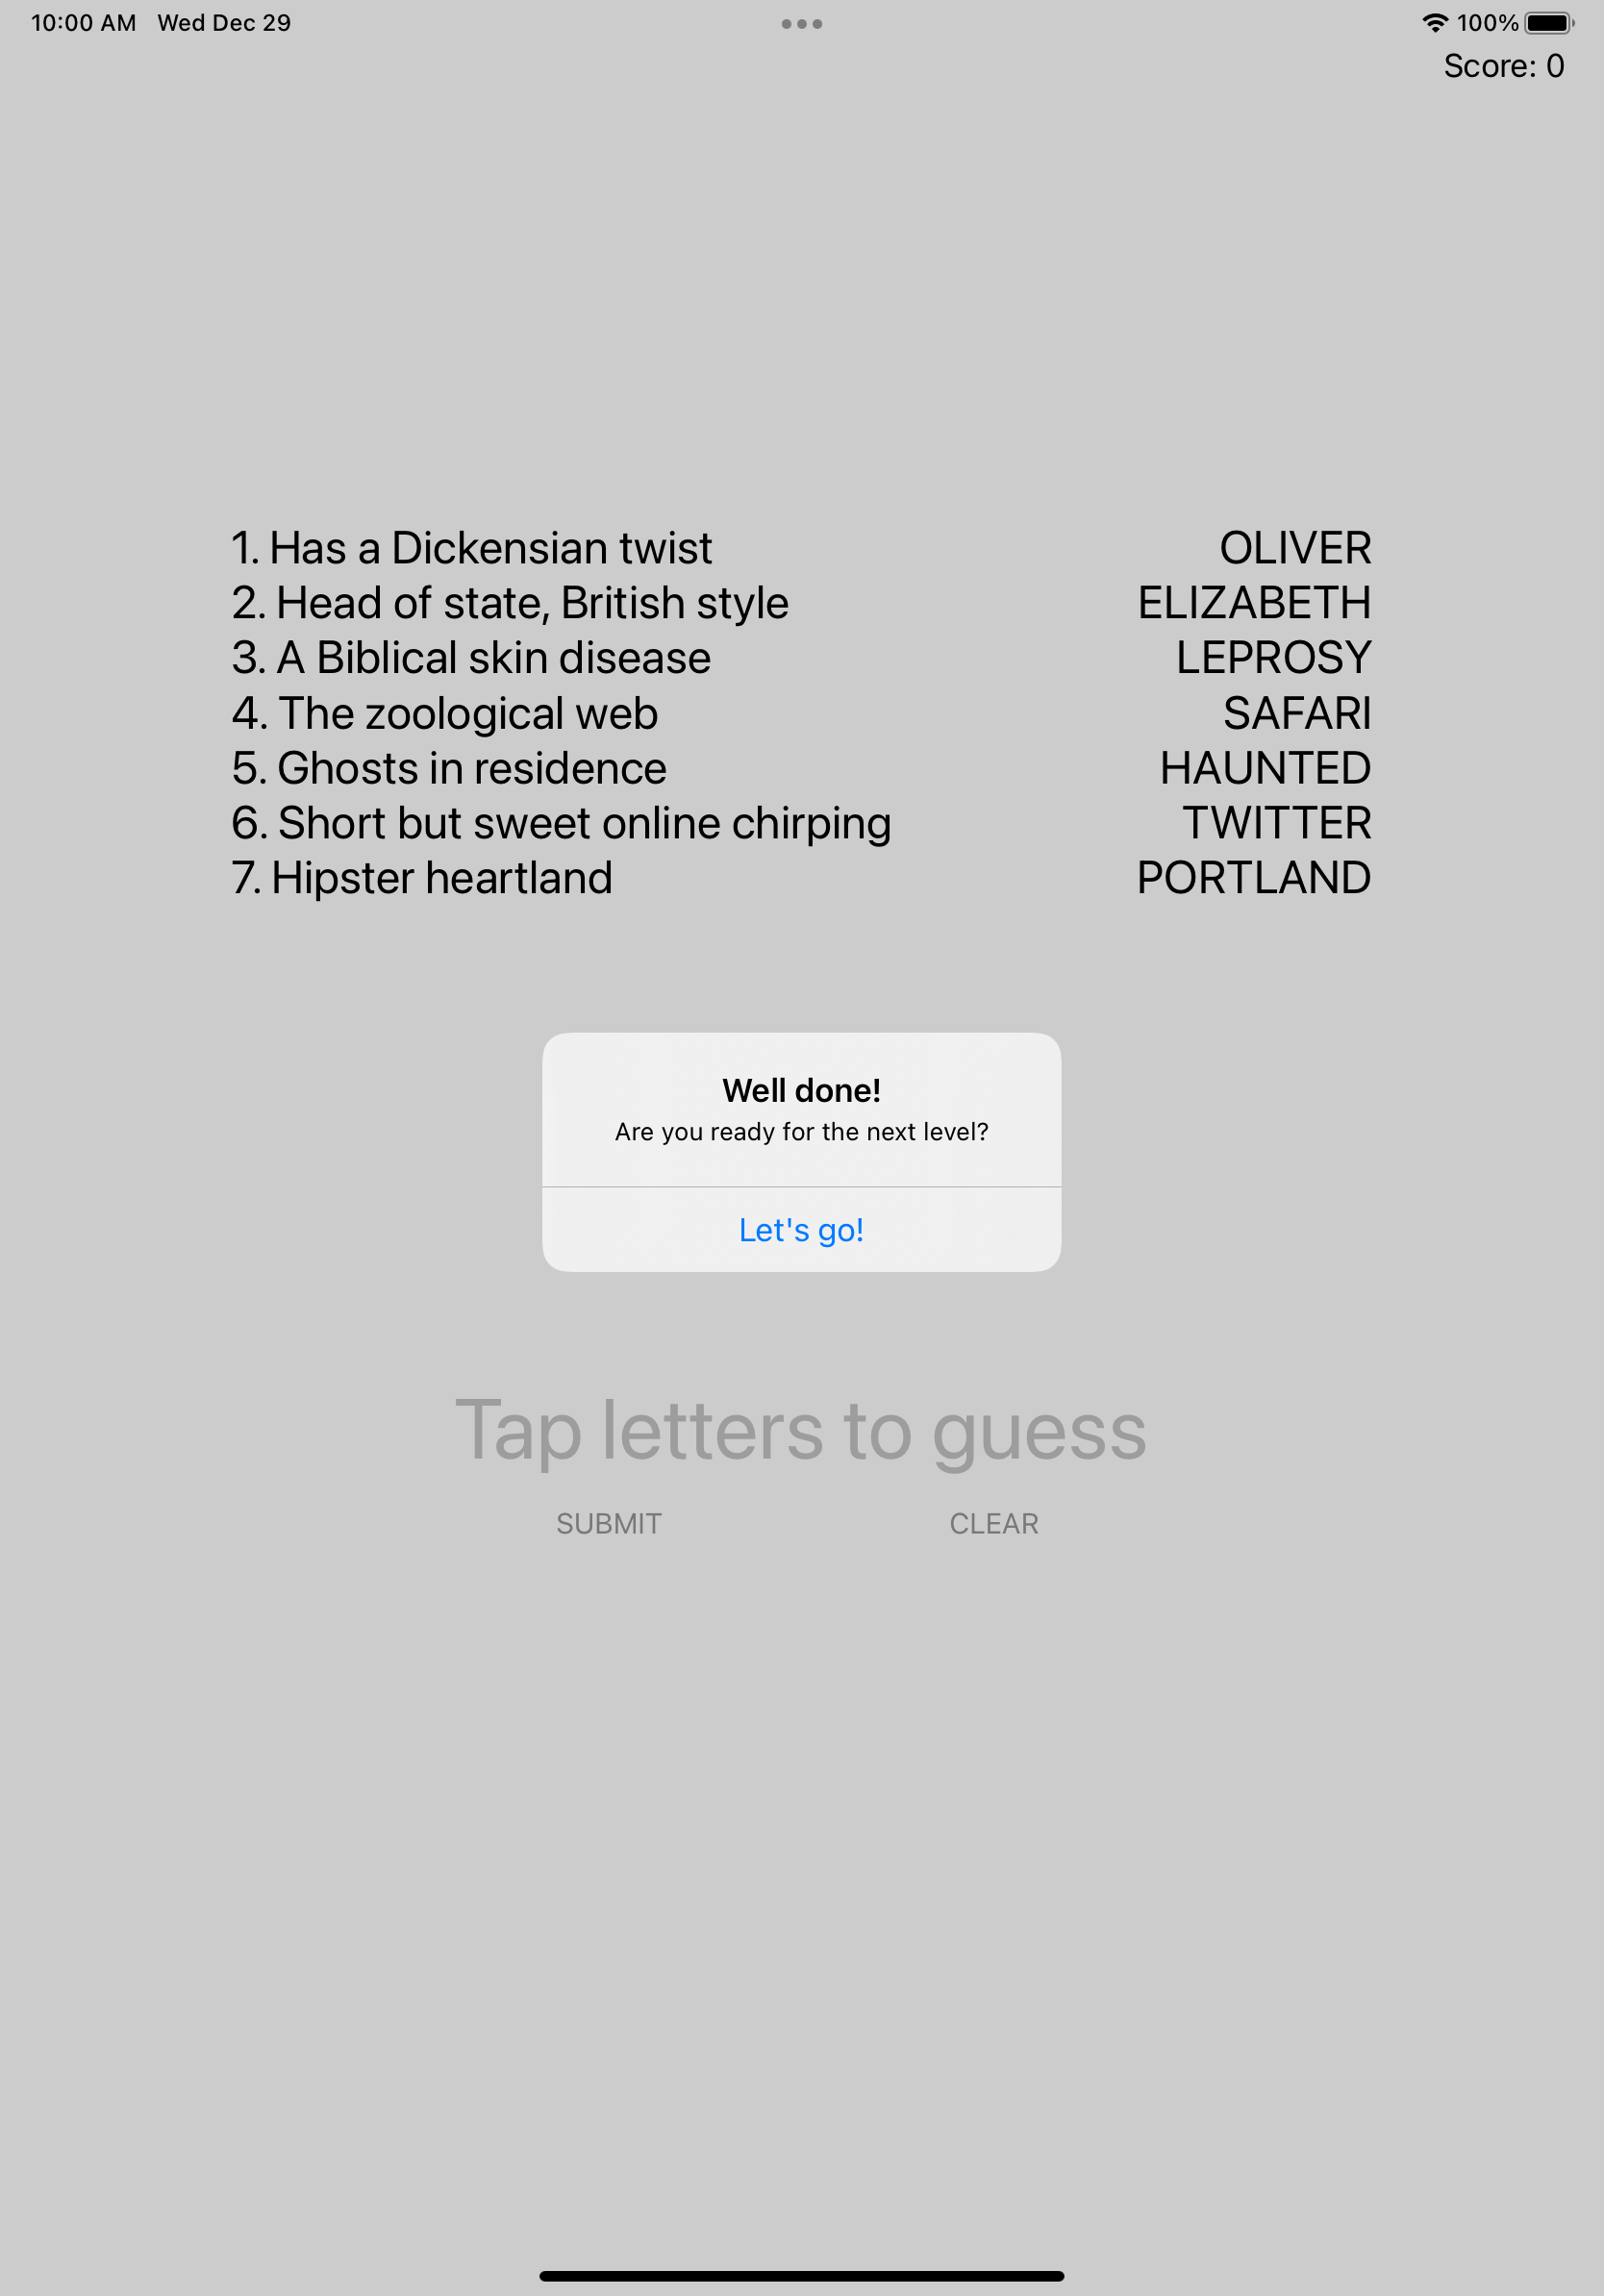 10:00 AM Wed Dec 29 100%
Score: 0
1. Has a Dickensian twist OLIVER
2. Head of state, British style ELIZABETH
3. A Biblical skin disease LEPROSY
4. The zoological web SAFARI
5. Ghosts in residence HAUNTED
6. Short but sweet online chirping TWITTER
7. Hipster heartland PORTLAND
Well done!
Are you ready for the next level?
Let's go!
Tap letters to guess
SUBMIT CLEAR